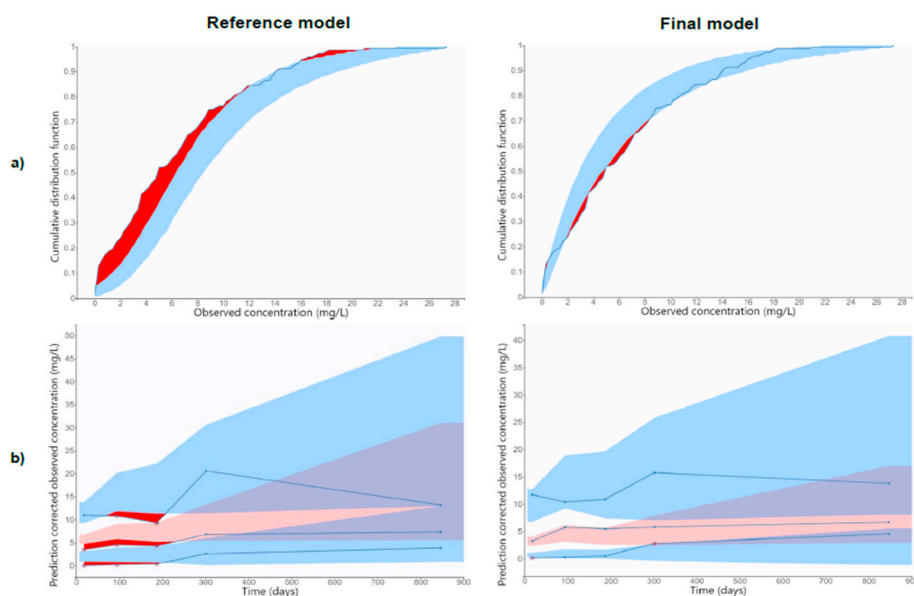 Reference model
Final model
a)
Cumulative distribution function
1
0.9
0.8
0.7
0.6
0.5
0.4
0.3
0.2
0.1
0
0 2 4 6 8 10 12 14 16 18 20 22 24 26 28
Observed concentration (mg/L)
Cumulative distribution function
1
0.9
0.8
0.7
0.6
0.5
0.4
0.3
0.2
0.1
0
0 2 4 6 8 10 12 14 16 18 20 22 24 26 28
Observed concentration (mg/L)
b)
Prediction corrected observed concentration (mg/L)
50
45
40
35
30
25
20
15
10
5
0
0 100 200 300 400 500 600 700 800 900
Time (days)
Prediction corrected observed concentration (mg/L)
40
35
30
25
20
15
10
5
0
0 100 200 300 400 500 600 700 800 900
Time (days)